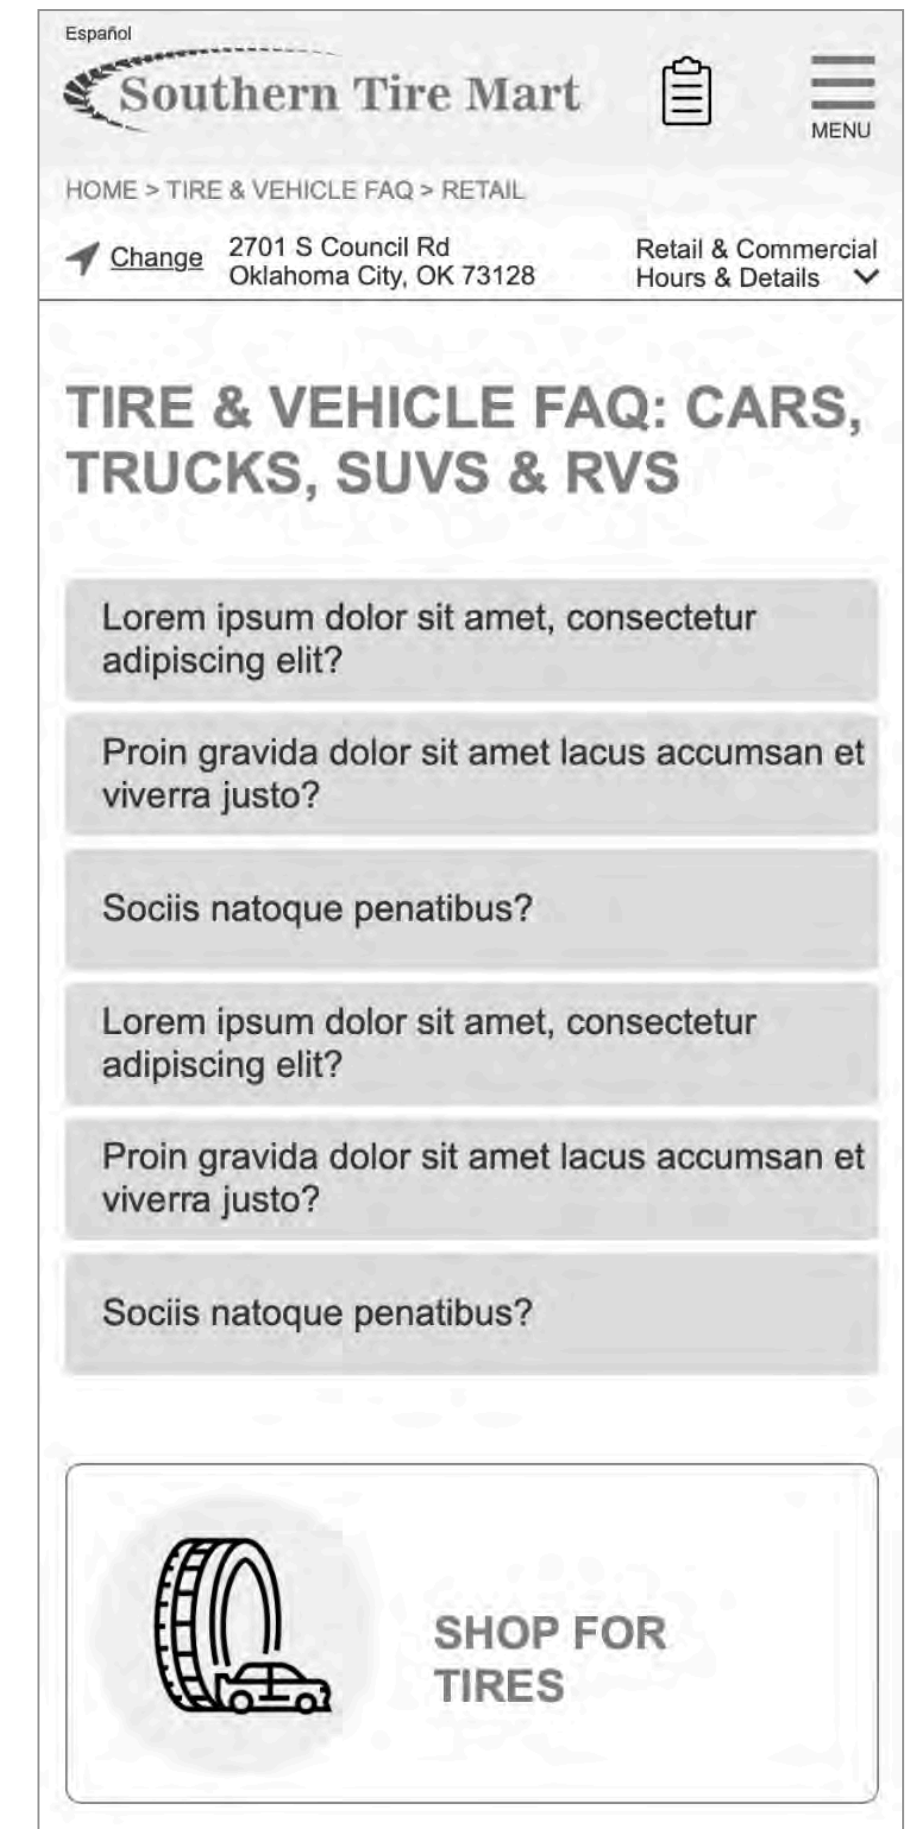 Español
Southern Tire Mart
MENU
HOME > TIRE & VEHICLE FAQ > RETAIL
Change
2701 S Council Rd
Oklahoma City, OK 73128
Retail & Commercial
Hours & Details
TIRE & VEHICLE FAQ: CARS,
TRUCKS, SUVS & RVS
Lorem ipsum dolor sit amet, consectetur
adipiscing elit?
Proin gravida dolor sit amet lacus accumsan et
viverra justo?
Sociis natoque penatibus?
Lorem ipsum dolor sit amet, consectetur
adipiscing elit?
Proin gravida dolor sit amet lacus accumsan et
viverra justo?
Sociis natoque penatibus?
SHOP FOR
TIRES